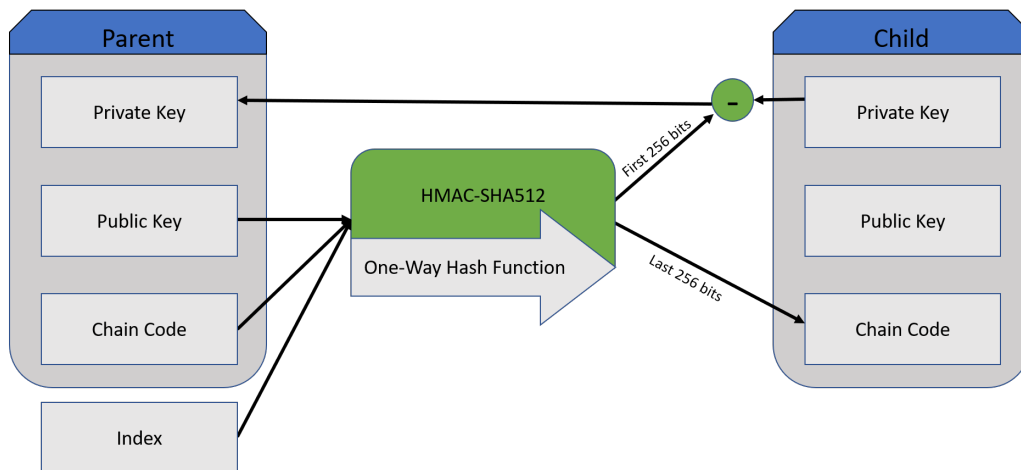 Parent
Child
Private Key
-
Private Key
First 256 bits
HMAC-SHA512
Public Key
Public Key
One-Way Hash Function
Last 256 bits
Chain Code
Chain Code
Index